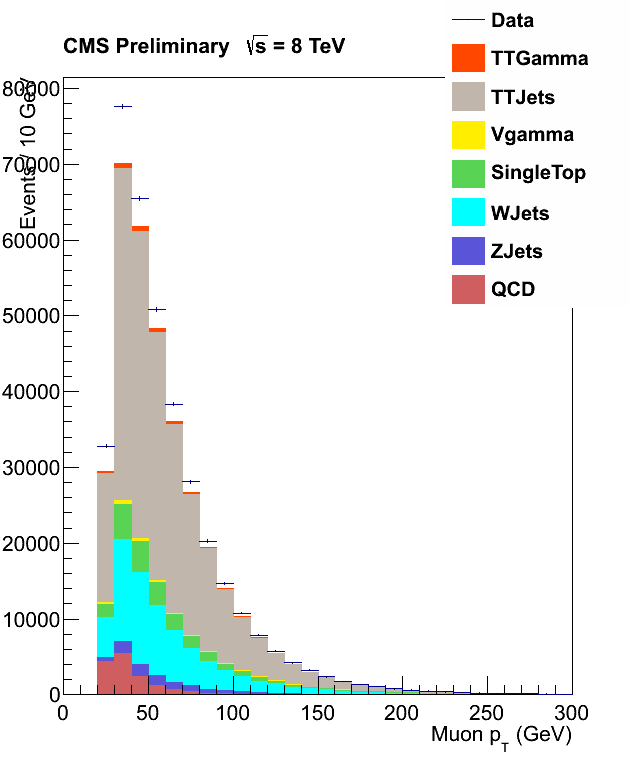 CMS Preliminary √s = 8 TeV
Data
TTGamma
TTJets
Vgamma
SingleTop
WJets
ZJets
QCD
Events / 10 GeV
80000
70000
60000
50000
40000
30000
20000
10000
0
0 50 100 150 200 250 300
Muon p_T (GeV)